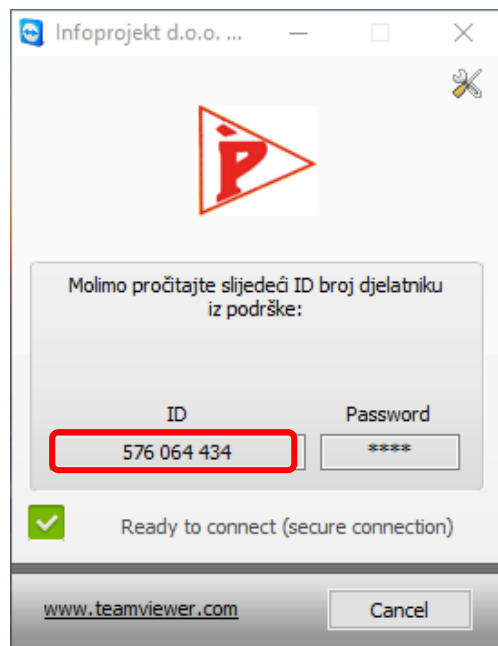 Infoprojekt d.o.o. ...
iP
Molimo pročitajte slijedeći ID broj djelatniku
iz podrške:
ID Password
576 064 434 ****
Ready to connect (secure connection)
www.teamviewer.com Cancel